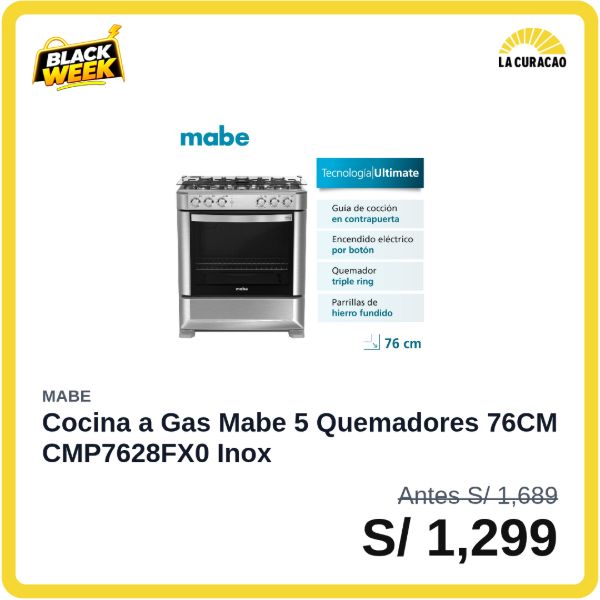 BLACK
WEEK
LA CURACAO
mabe
Tecnología|Ultimate
Guía de cocción
en contrapuerta
Encendido eléctrico
por botón
Quemador
triple ring
Parrillas de
hierro fundido
mabe
76 cm
MABE
Cocina a Gas Mabe 5 Quemadores 76CM
CMP7628FX0 Inox
Antes S/ 1,689
S/ 1,299